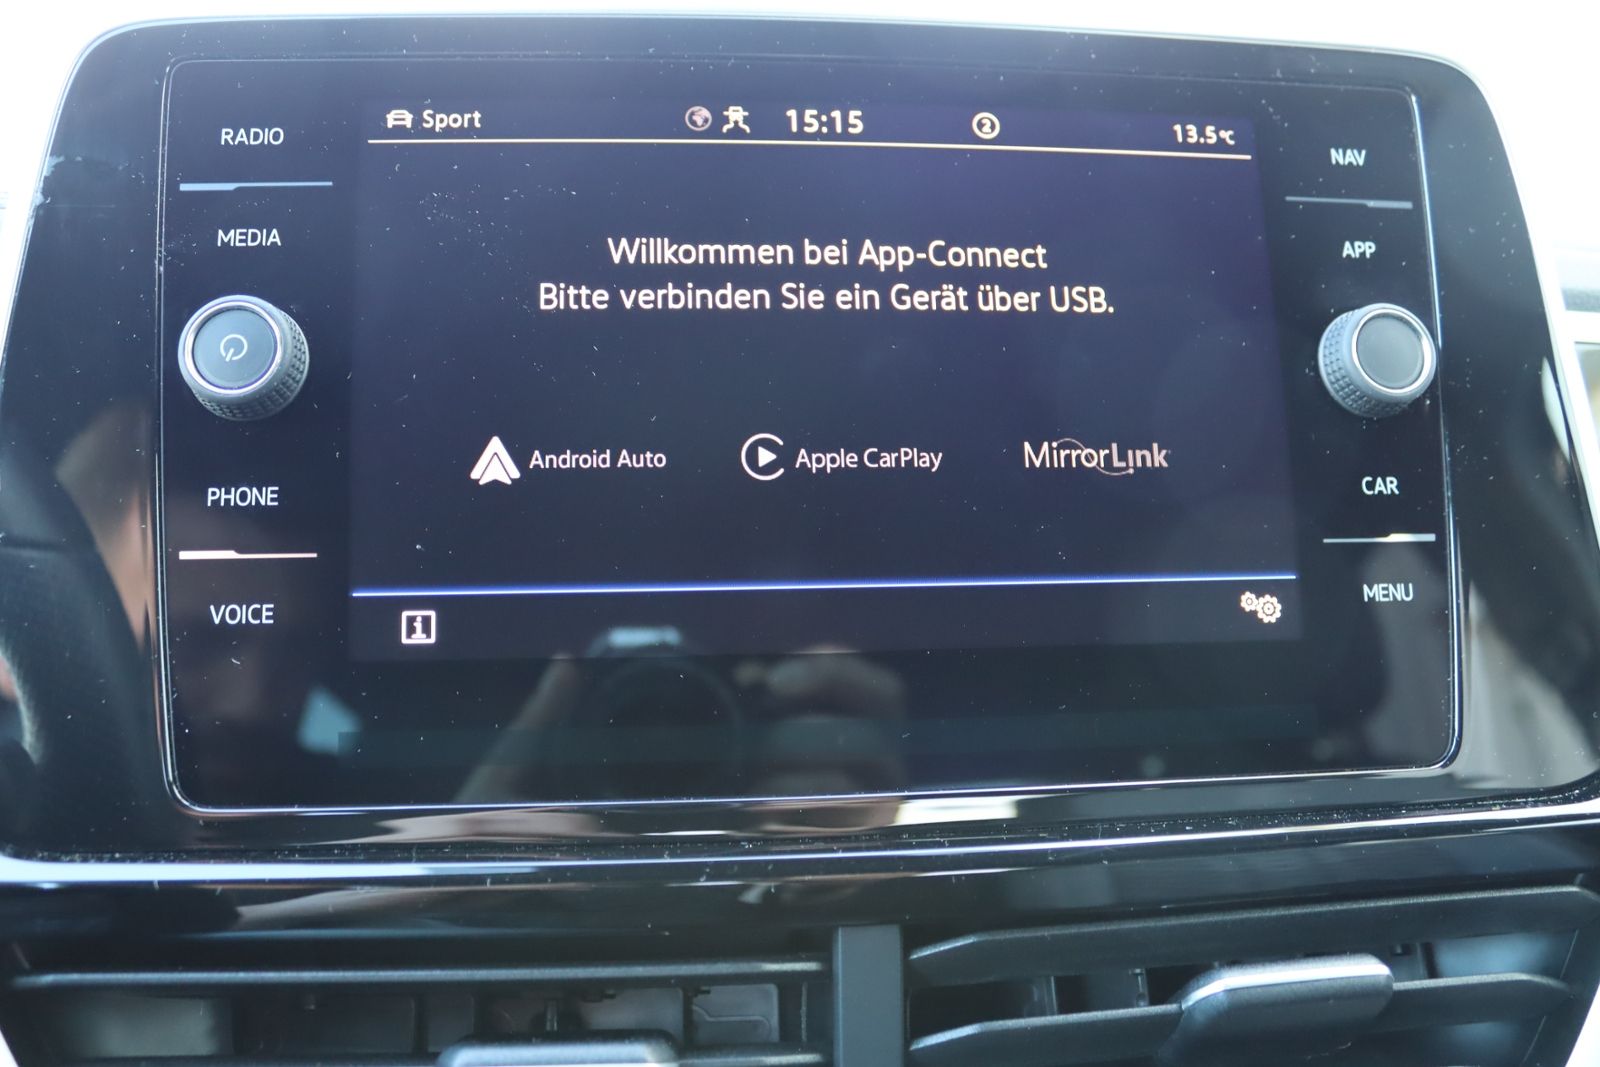 RADIO
MEDIA
PHONE
VOICE
Sport
15:15
2
13.5°C
Willkommen bei App-Connect
Bitte verbinden Sie ein Gerät über USB.
Android Auto
Apple CarPlay
MirrorLink
i
NAV
APP
CAR
MENU